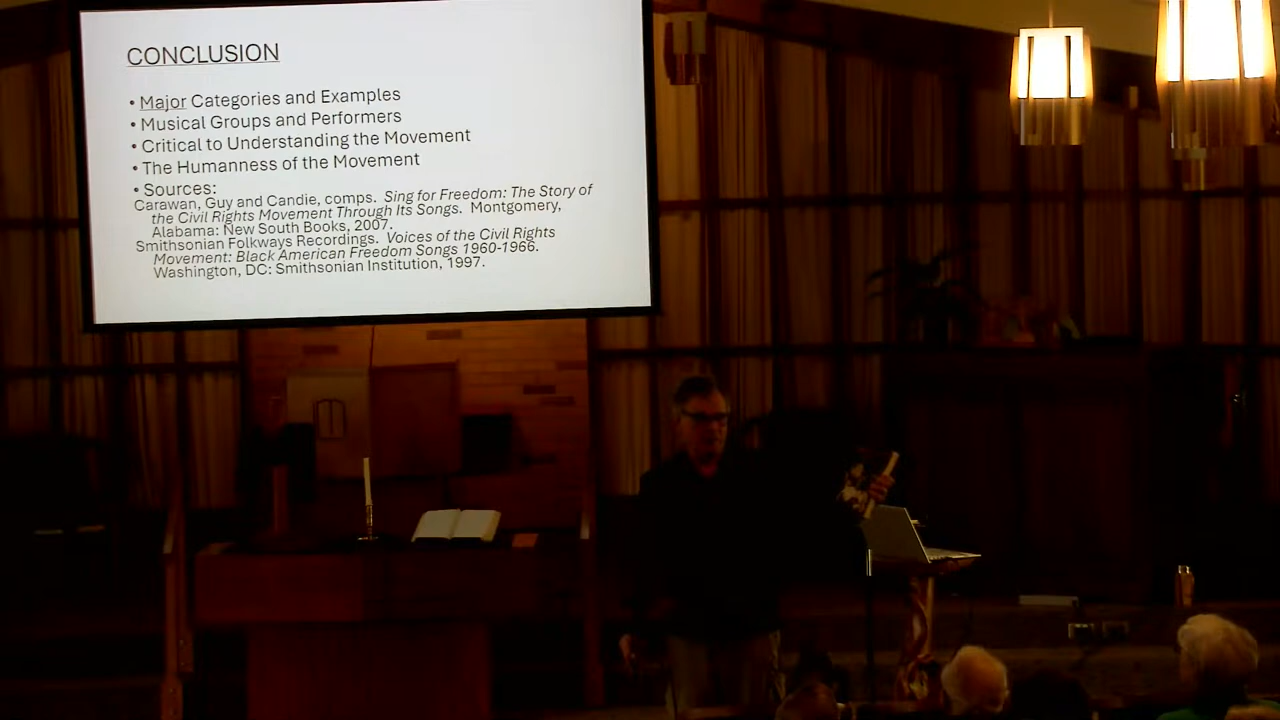 CONCLUSION
• Major Categories and Examples
• Musical Groups and Performers
• Critical to Understanding the Movement
• The Humanness of the Movement
• Sources:
Carawan, Guy and Candie, comps. Sing for Freedom: The Story of
the Civil Rights Movement Through Its Songs. Montgomery,
Alabama: New South Books, 2007.
Smithsonian Folkways Recordings. Voices of the Civil Rights
Movement: Black American Freedom Songs 1960-1966.
Washington, DC: Smithsonian Institution, 1997.